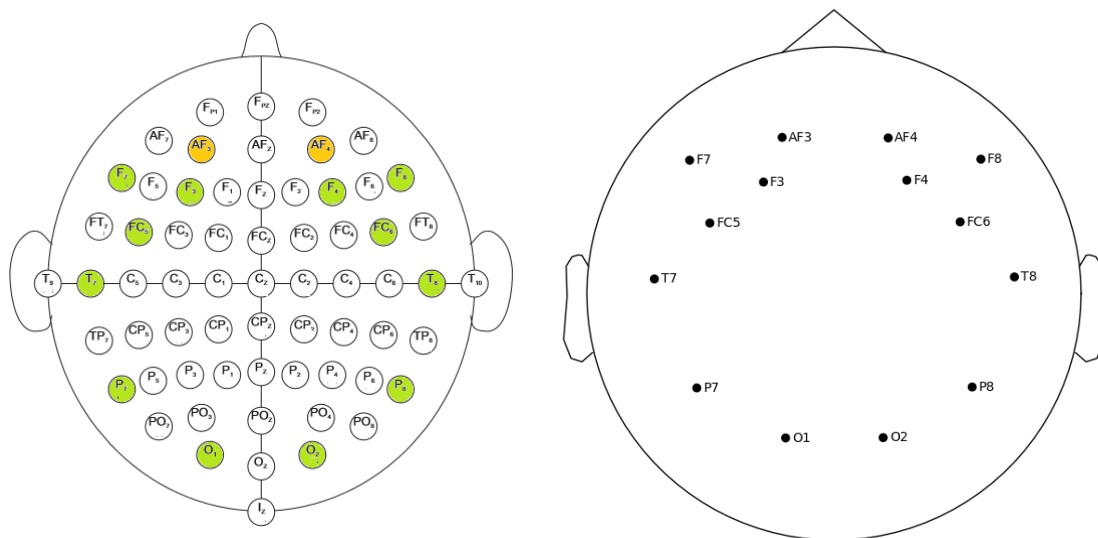 FP1 FPZ FP2
AF7 AF3 AFZ AF4 AF8
F7 F5 F3 F1 FZ F2 F4 F6 F8
FT7 FC5 FC3 FC1 FCZ FC2 FC4 FC6 FT8
T9 T7 C5 C3 C1 CZ C2 C4 C6 T8 T10
TP7 CP5 CP3 CP1 CPZ CP4 CP6 TP8
P7 P5 P3 P1 PZ P2 P4 P6 P8
PO7 PO3 POZ PO4 PO8
O1 OZ O2
IZ
AF3 AF4
F7 F8
F3 F4
FC5 FC6
T7 T8
P7 P8
O1 O2